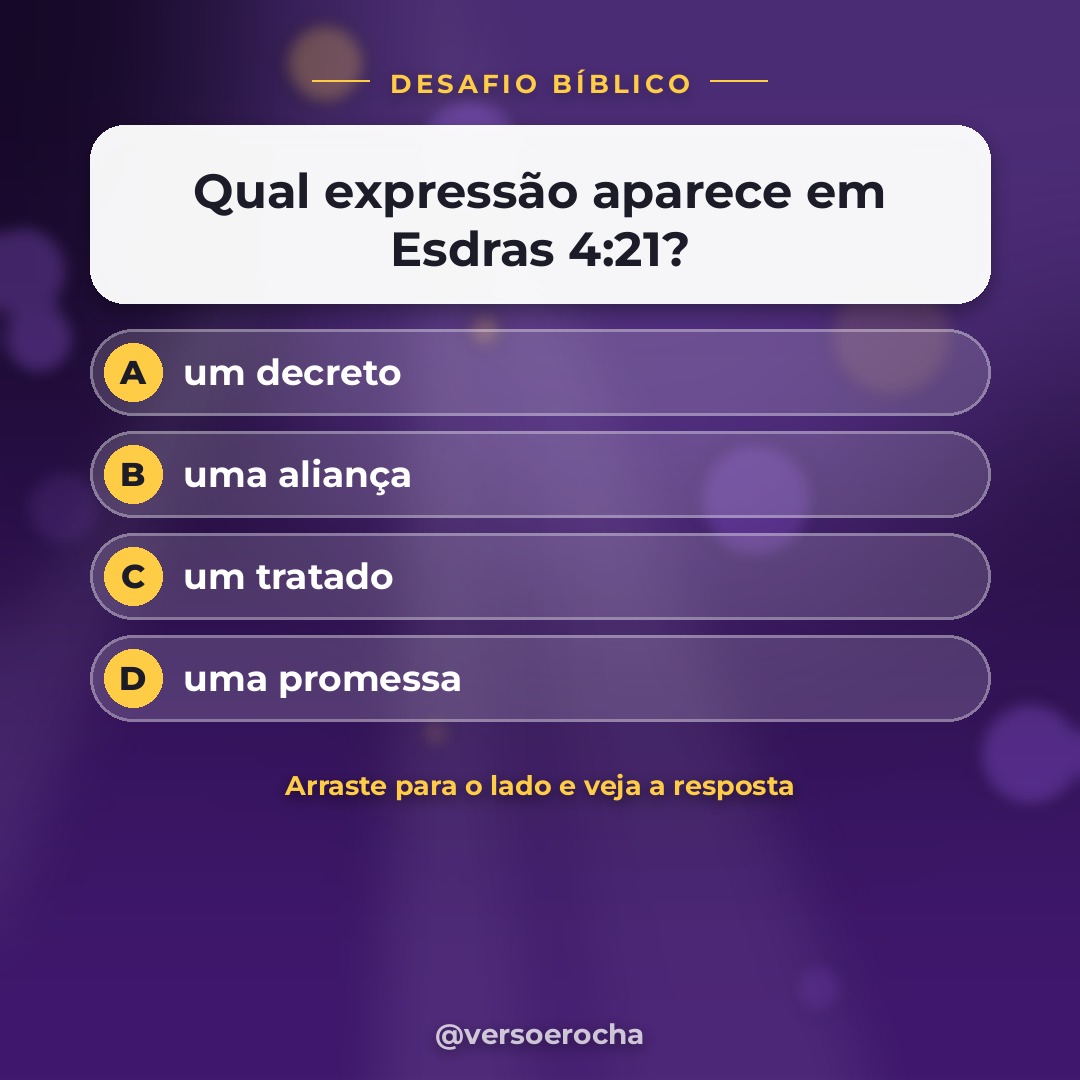 DESAFIO BÍBLICO
Qual expressão aparece em
Esdras 4:21?
A um decreto
B uma aliança
C um tratado
D uma promessa
Arraste para o lado e veja a resposta
@versoerocha